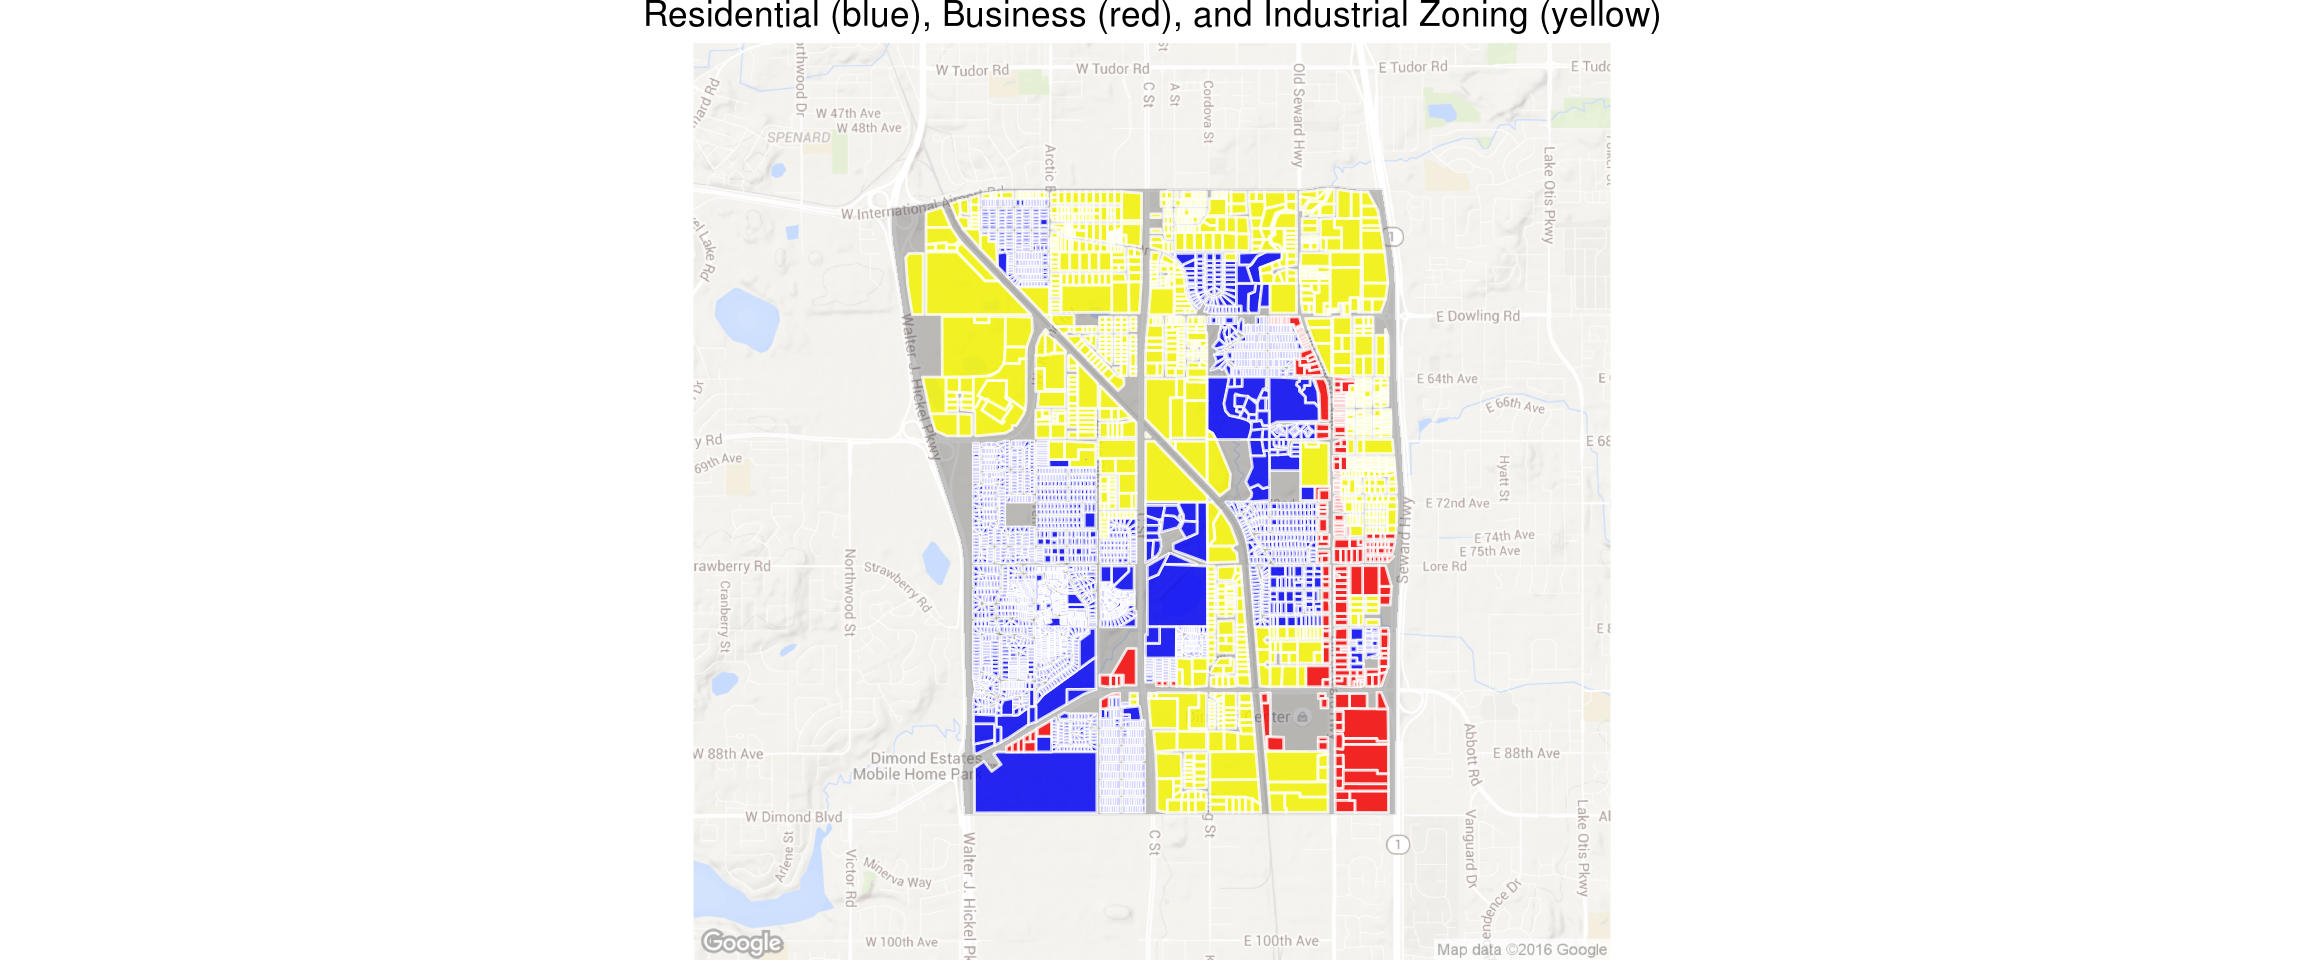 Residential (blue), Business (red), and Industrial Zoning (yellow)
W Tudor Rd
W Tudor Rd
E Tudor Rd
E Tudo
C St
A St
Cordova St
Old Seward Hwy
W 47th Ave
W 48th Ave
SPENARD
Arctic B
Lake Otis Pkwy
W International Airport Rd
1
E Dowling Rd
Walter J. Hickel Pkwy
E 64th Ave
E 66th Ave
y Rd
69th Ave
E 68
Hyatt St
E 72nd Ave
Seward Hwy
E 74th Ave
E 75th Ave
rawberry Rd
Strawberry Rd
Lore Rd
Northwood St
Cranberry St
enter
W 88th Ave
E 88th Ave
Abbott Rd
Dimond Estates
Mobile Home Par
W Dimond Blvd
g St
C St
1
Arlene St
Victor Rd
Minerva Way
Walter J. Hickel Pk
Vanguard Dr
Lake Otis Pkwy
endence Dr
W 100th Ave
E 100th Ave
Google
Map data ©2016 Google